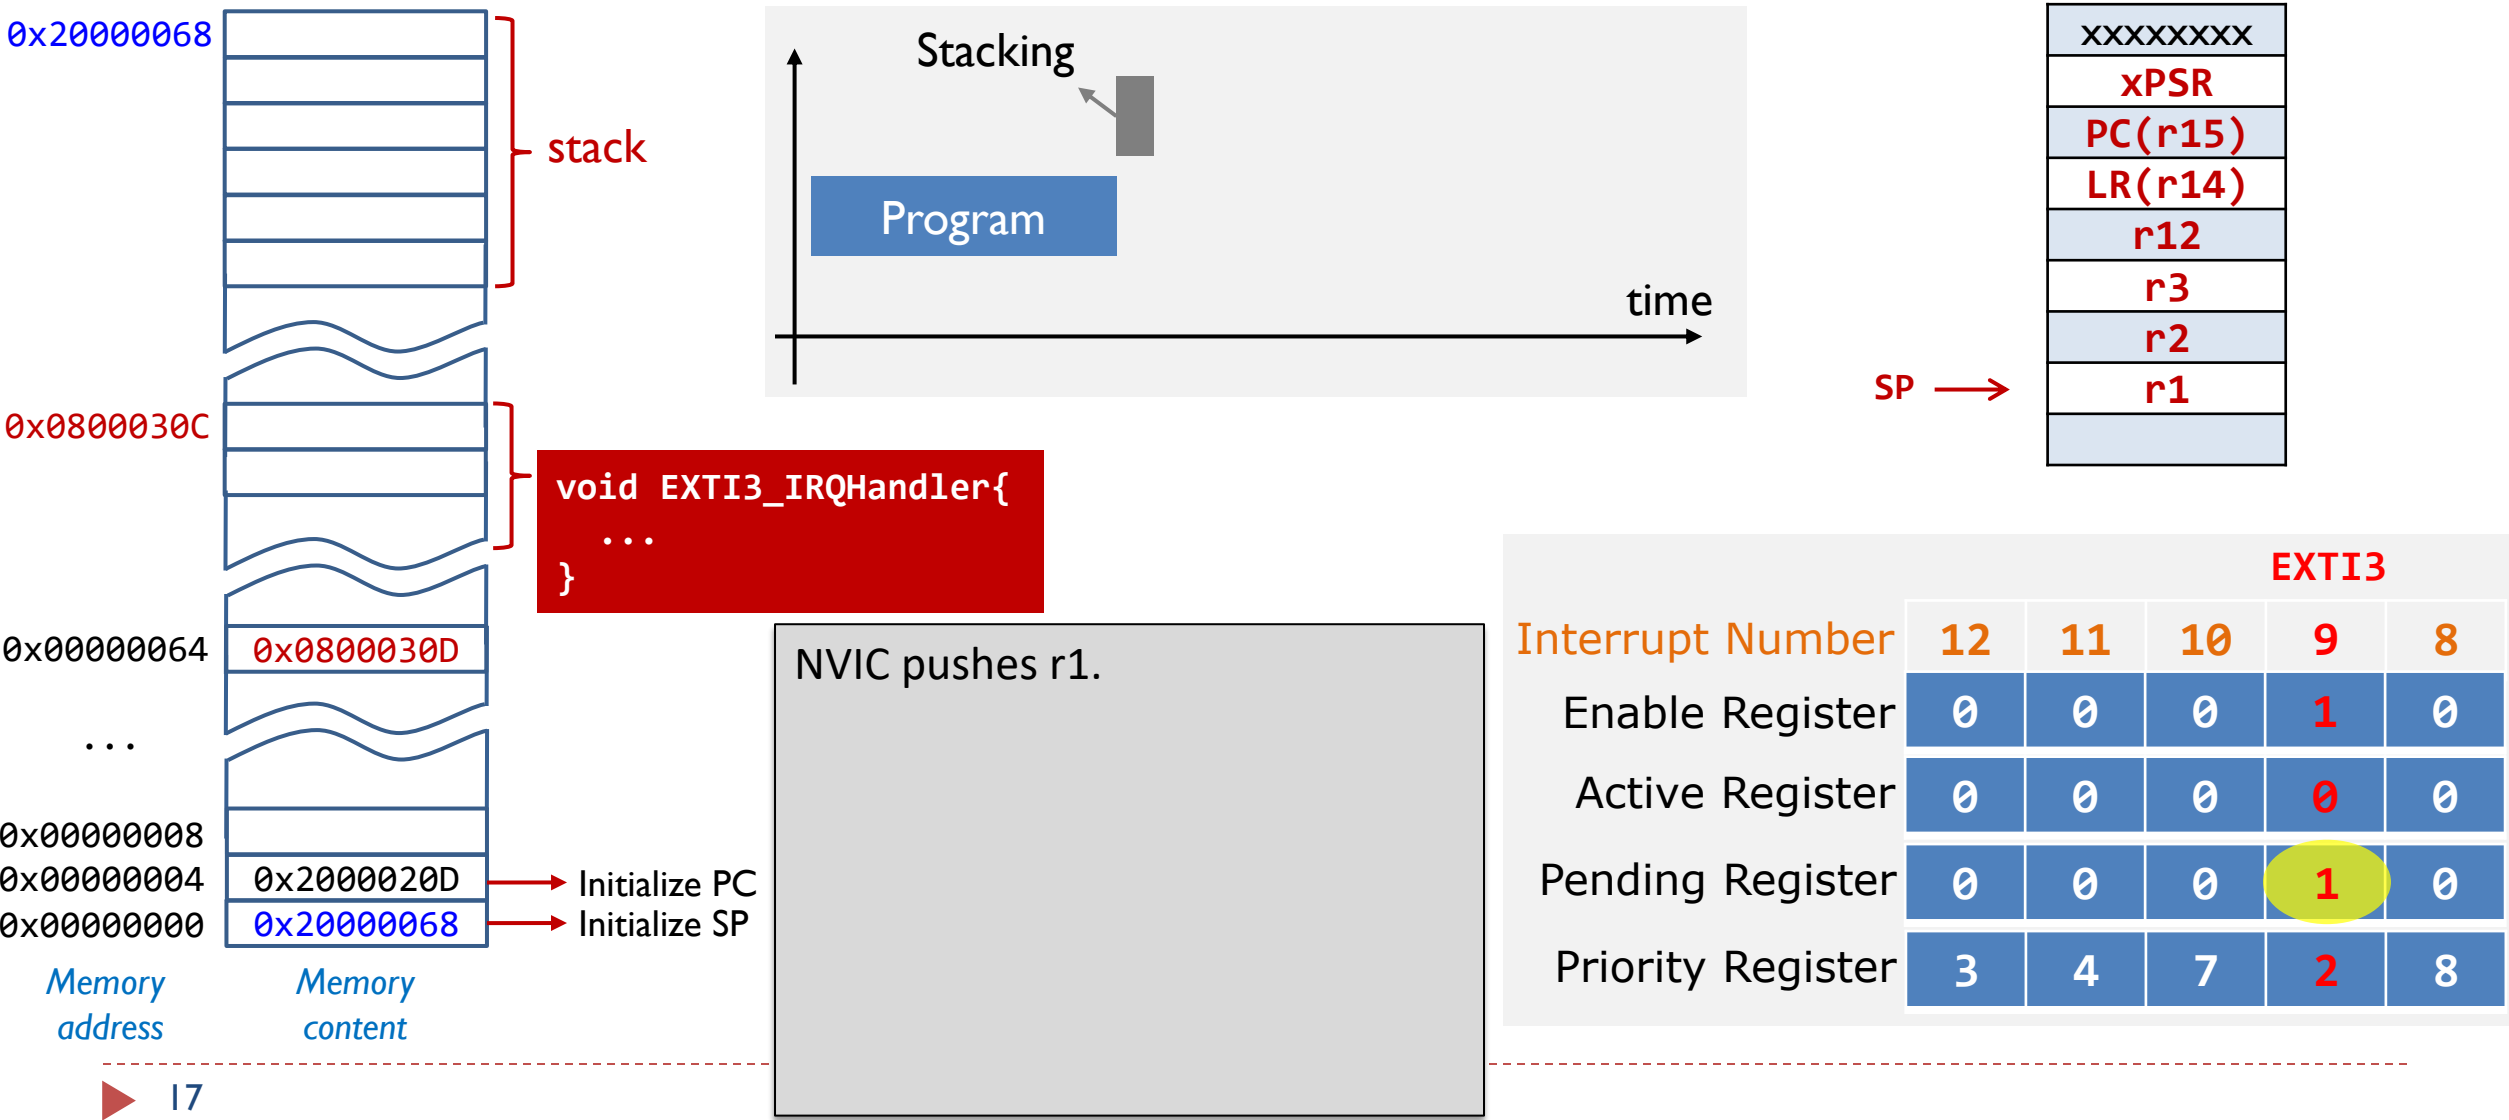 0x20000068
stack
0x0800030C
void EXTI3_IRQHandler{
...
}
0x00000064
0x0800030D
...
0x00000008
0x00000004
0x2000020D
Initialize PC
0x00000000
0x20000068
Initialize SP
Memory
address
Memory
content
17
Stacking
Program
time
NVIC pushes r1.
xxxxxxxx
xPSR
PC(r15)
LR(r14)
r12
r3
r2
SP
r1
EXTI3
Interrupt Number 12 11 10 9 8
Enable Register 0 0 0 1 0
Active Register 0 0 0 0 0
Pending Register 0 0 0 1 0
Priority Register 3 4 7 2 8